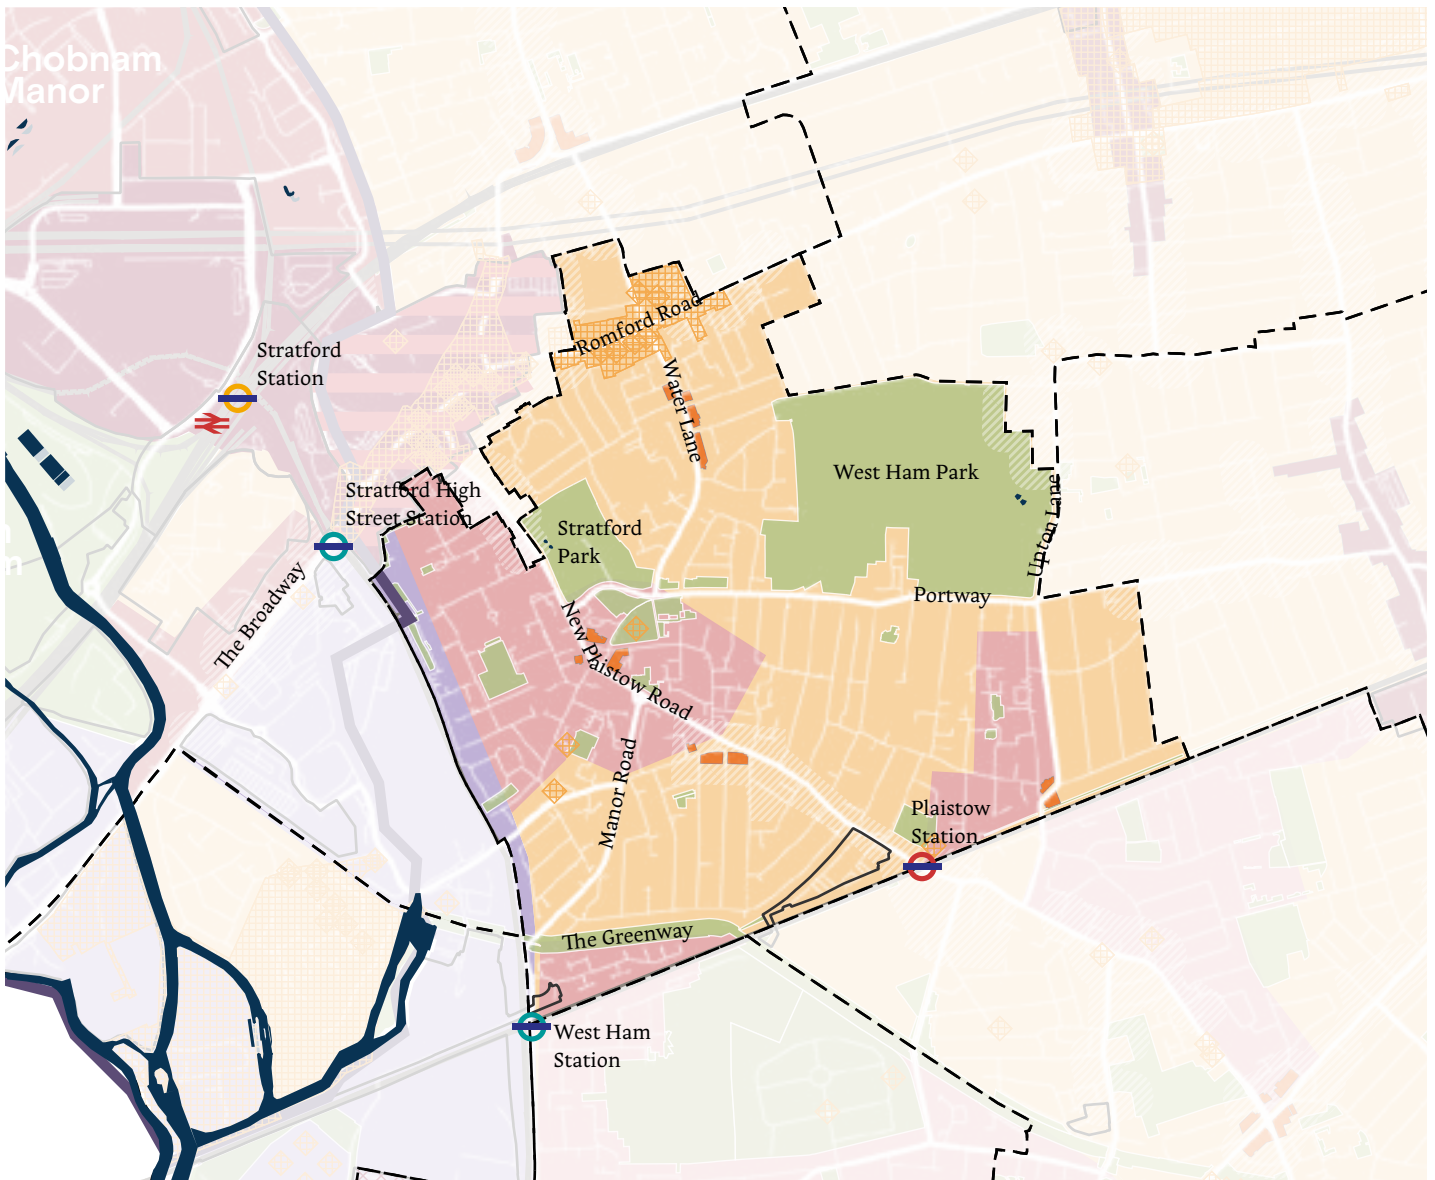 Chobnam
Manor
Stratford
Station
Romford Road
Water Lane
West Ham Park
Stratford High
Street Station
Stratford
Park
Upton Lane
The Broadway
Portway
New Plaistow Road
Manor Road
Plaistow
Station
The Greenway
West Ham
Station